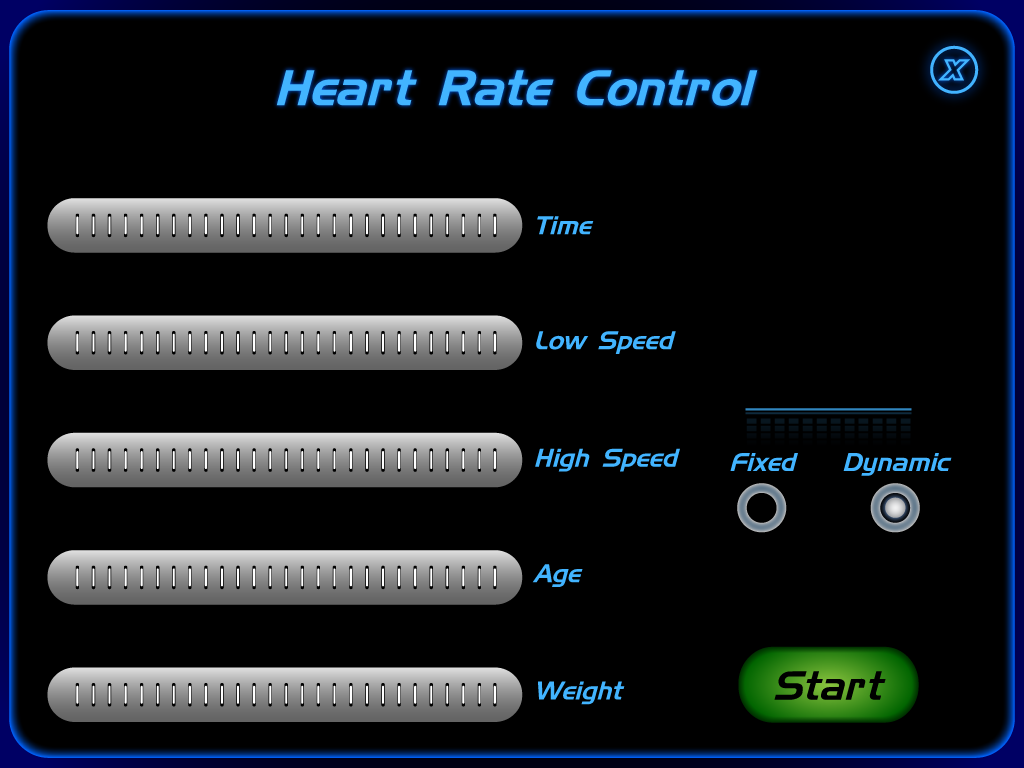 Heart Rate Control
X
Time
Low Speed
High Speed
Fixed
Dynamic
Age
Weight
Start